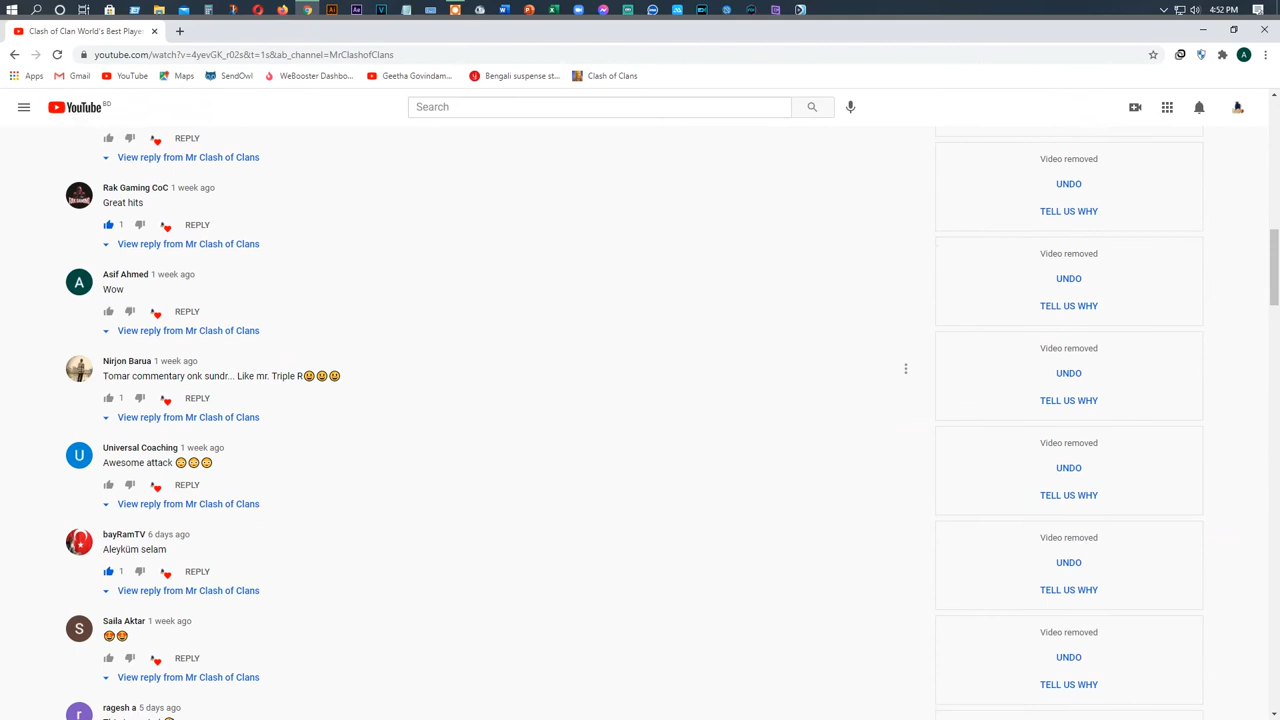 4:52 PM
Clash of Clan World's Best Playe
youtube.com/watch?v=4yevGK_r02s&t=1s&ab_channel=MrClashofClans
A
Apps Gmail YouTube Maps SendOwl WeBooster Dashbo... Geetha Govindam... Bengali suspense st... Clash of Clans
YouTube BD
Search
REPLY
View reply from Mr Clash of Clans
Rak Gaming CoC 1 week ago
Great hits
1 REPLY
View reply from Mr Clash of Clans
A
Asif Ahmed 1 week ago
Wow
REPLY
View reply from Mr Clash of Clans
Nirjon Barua 1 week ago
Tomar commentary onk sundr... Like mr. Triple R😃😃😃
1 REPLY
View reply from Mr Clash of Clans
U
Universal Coaching 1 week ago
Awesome attack 😳😳😳
REPLY
View reply from Mr Clash of Clans
bayRamTV 6 days ago
Aleyküm selam
1 REPLY
View reply from Mr Clash of Clans
S
Saila Aktar 1 week ago
🤩🤩
REPLY
View reply from Mr Clash of Clans
r
ragesh a 5 days ago
Video removed
UNDO
TELL US WHY
Video removed
UNDO
TELL US WHY
Video removed
UNDO
TELL US WHY
Video removed
UNDO
TELL US WHY
Video removed
UNDO
TELL US WHY
Video removed
UNDO
TELL US WHY